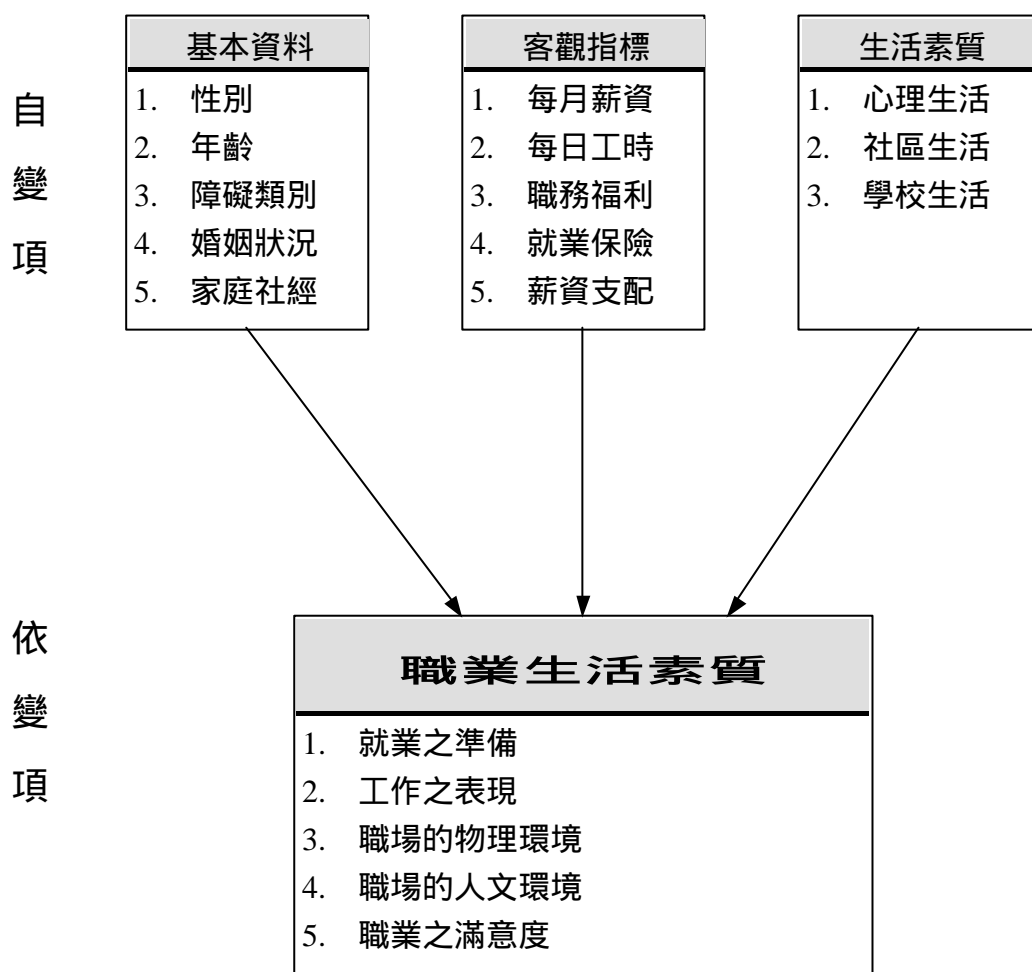 自變項
基本資料
1. 性別
2. 年齡
3. 障礙類別
4. 婚姻狀況
5. 家庭社經
客觀指標
1. 每月薪資
2. 每日工時
3. 職務福利
4. 就業保險
5. 薪資支配
生活素質
1. 心理生活
2. 社區生活
3. 學校生活
依變項
職業生活素質
1. 就業之準備
2. 工作之表現
3. 職場的物理環境
4. 職場的人文環境
5. 職業之滿意度